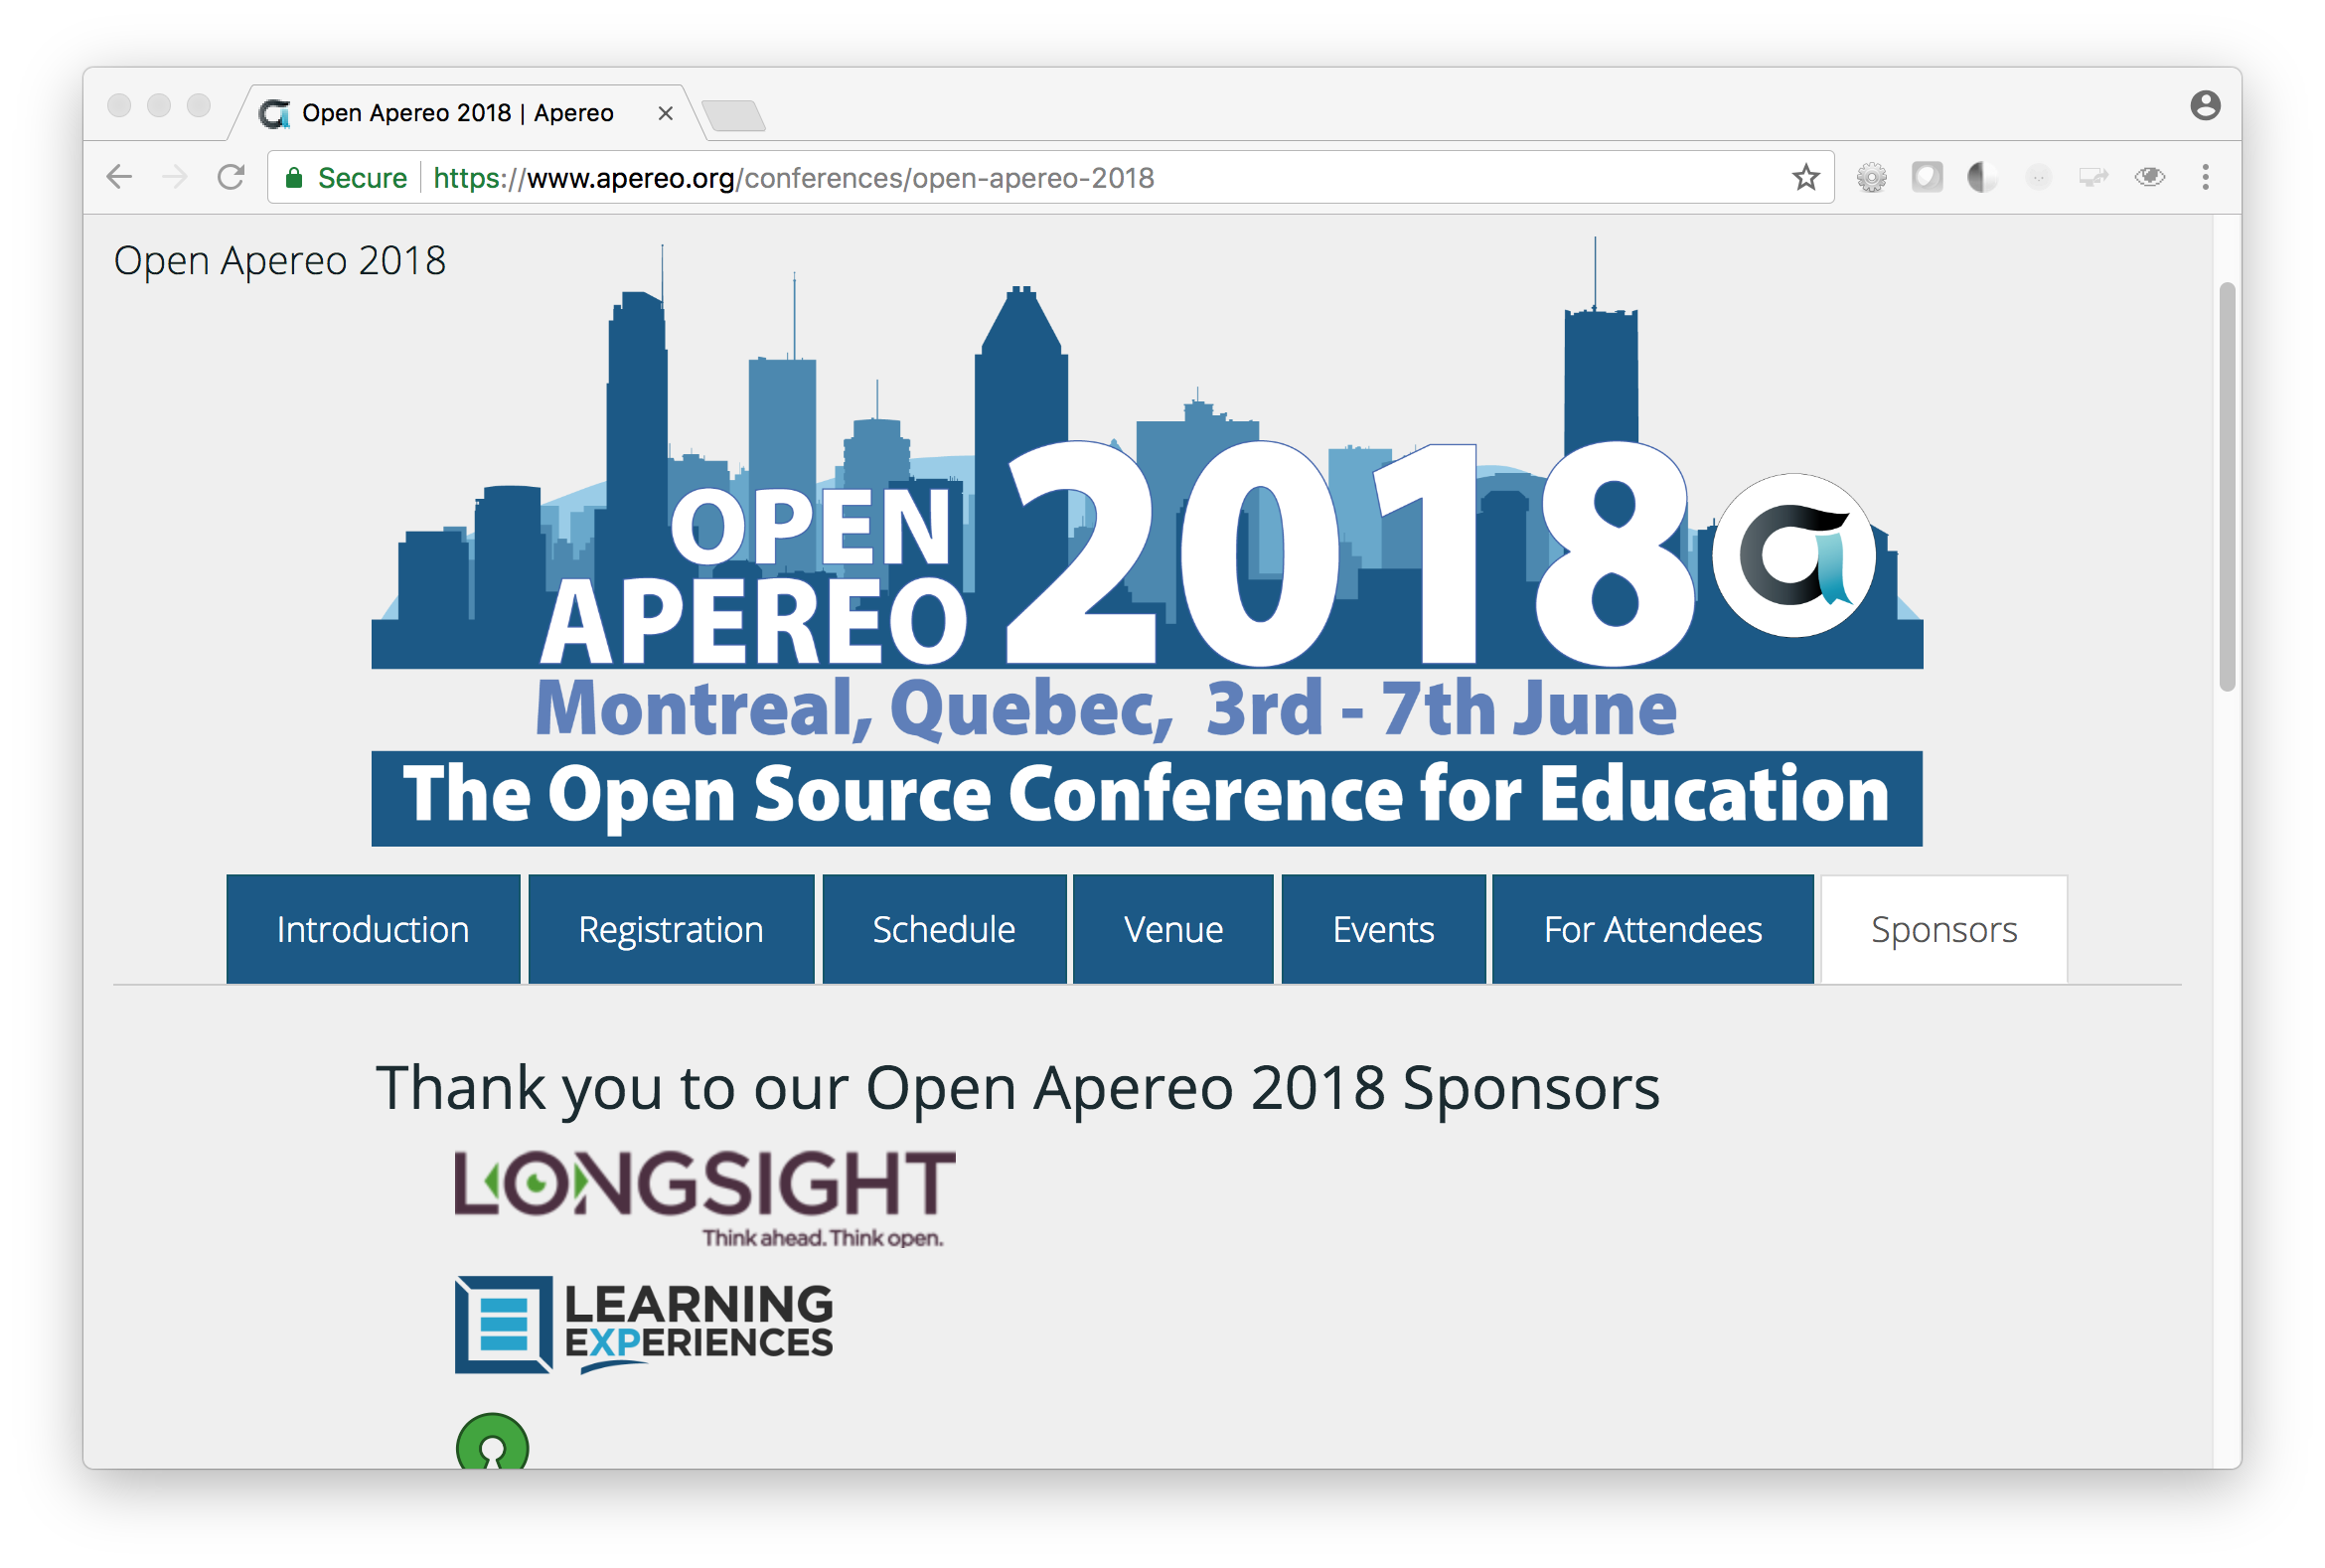 Open Apereo 2018 | Apereo
Secure https://www.apereo.org/conferences/open-apereo-2018
Open Apereo 2018
OPEN
APEREO 2018
Montreal, Quebec, 3rd - 7th June
The Open Source Conference for Education
Introduction Registration Schedule Venue Events For Attendees Sponsors
Thank you to our Open Apereo 2018 Sponsors
LONGSIGHT
Think ahead. Think open.
LEARNING
EXPERIENCES